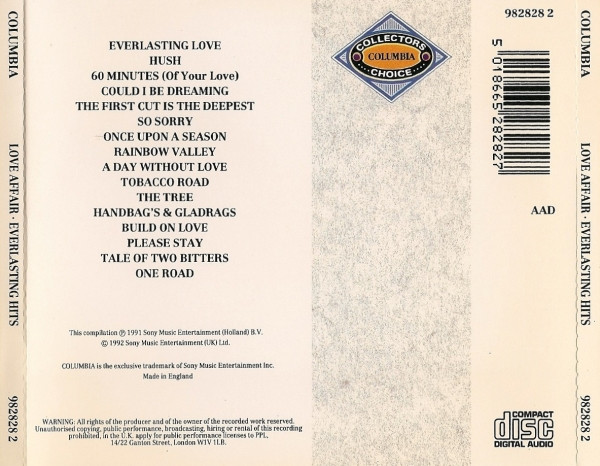 COLUMBIA
LOVE AFFAIR · EVERLASTING HITS
982828 2
EVERLASTING LOVE
HUSH
60 MINUTES (Of Your Love)
COULD I BE DREAMING
THE FIRST CUT IS THE DEEPEST
SO SORRY
ONCE UPON A SEASON
RAINBOW VALLEY
A DAY WITHOUT LOVE
TOBACCO ROAD
THE TREE
HANDBAG'S & GLADRAGS
BUILD ON LOVE
PLEASE STAY
TALE OF TWO BITTERS
ONE ROAD
This compilation ℗ 1991 Sony Music Entertainment (Holland) B.V.
© 1992 Sony Music Entertainment (UK) Ltd.
COLUMBIA is the exclusive trademark of Sony Music Entertainment Inc.
Made in England
WARNING: All rights of the producer and of the owner of the recorded work reserved.
Unauthorised copying, public performance, broadcasting, hiring or rental of this recording
prohibited, in the U.K. apply for public performance licenses to PPL,
14/22 Ganton Street, London W1V 1LB.
COLLECTORS
COLUMBIA
CHOICE
982828 2
5 018665 282827
AAD
COMPACT
disc
DIGITAL AUDIO
COLUMBIA
LOVE AFFAIR · EVERLASTING HITS
982828 2